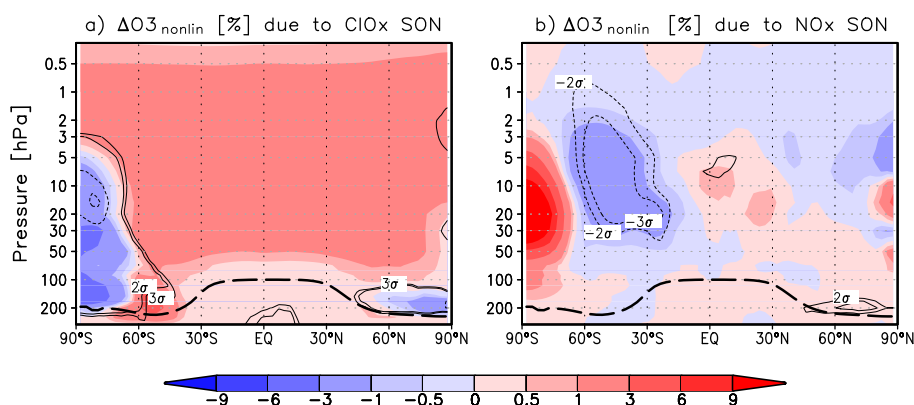 a) ΔO3nonlin [%] due to ClOx SON
b) ΔO3nonlin [%] due to NOx SON
Pressure [hPa]
0.5
1
2
3
5
10
20
30
50
100
200
2σ
3σ
3σ
90°S 60°S 30°S EQ 30°N 60°N 90°N
0.5
1
2
3
5
10
20
30
50
100
200
−2σ
−3σ
−2σ
2σ
90°S 60°S 30°S EQ 30°N 60°N 90°N
−9 −6 −3 −1 −0.5 0 0.5 1 3 6 9